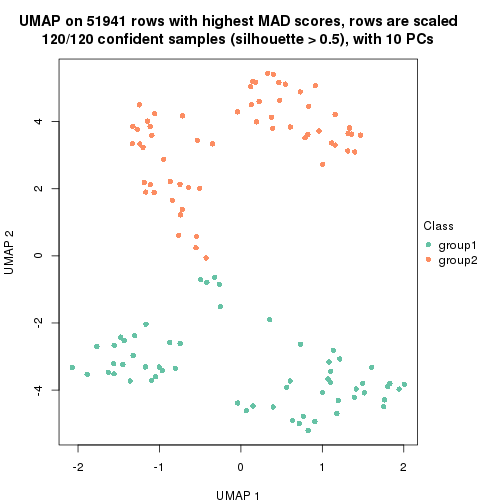 UMAP on 51941 rows with highest MAD scores, rows are scaled
120/120 confident samples (silhouette > 0.5), with 10 PCs
4
2
0
-2
-4
UMAP 2
-2
-1
0
1
2
UMAP 1
Class
group1
group2